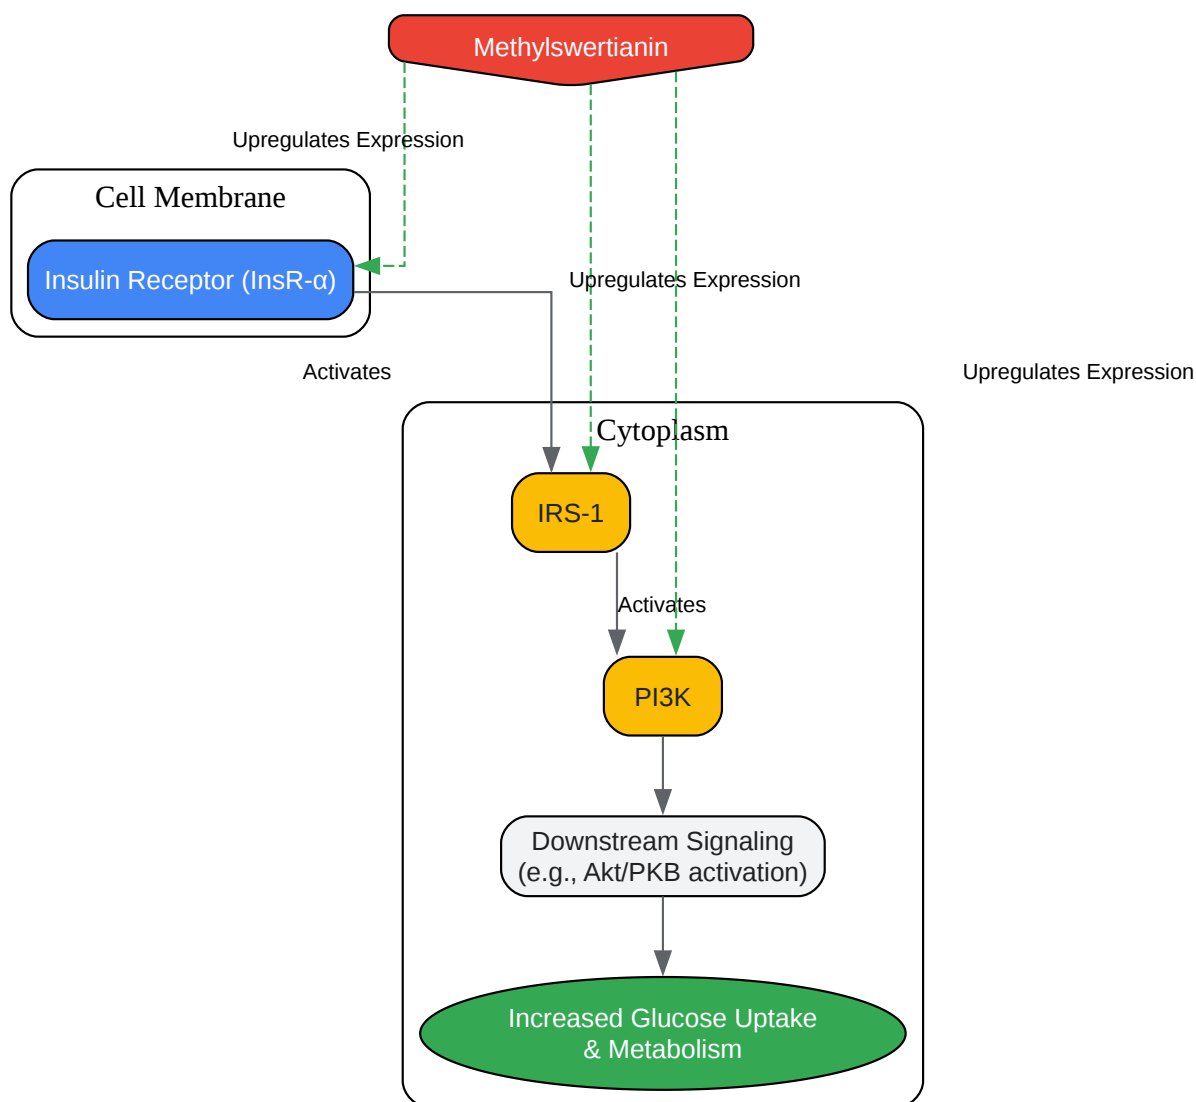 Methylswertianin
Upregulates Expression
Cell Membrane
Insulin Receptor (InsR-α)
Upregulates Expression
Activates
Upregulates Expression
Cytoplasm
IRS-1
Activates
PI3K
Downstream Signaling
(e.g., Akt/PKB activation)
Increased Glucose Uptake
& Metabolism